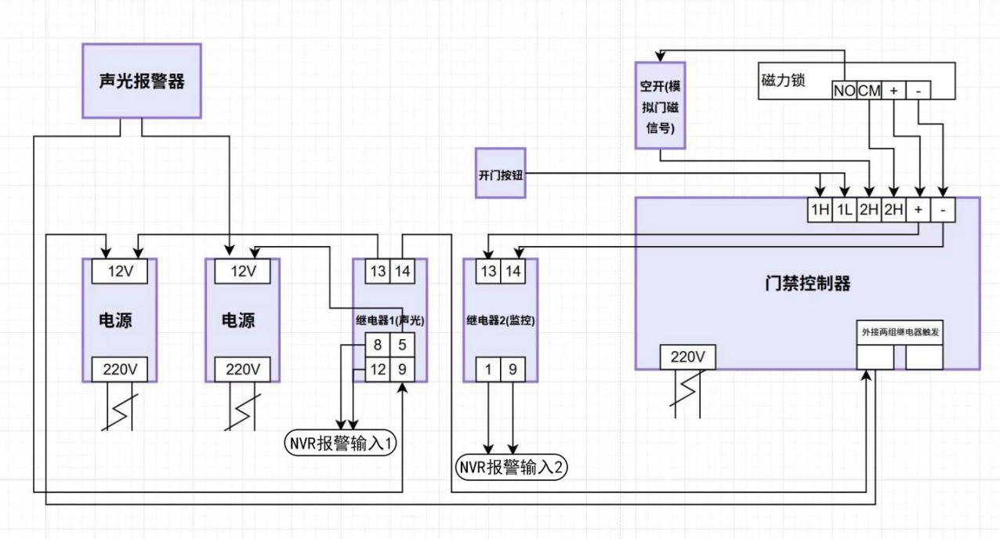 声光报警器
空开(模
拟门磁
信号)
磁力锁
NO CM + -
开门按钮
1H 1L 2H 2H + -
12V
电源
220V
12V
电源
220V
13 14
继电器1(声光)
8 5
12 9
NVR报警输入1
13 14
继电器2(监控)
1 9
NVR报警输入2
门禁控制器
外接两组继电器触发
220V